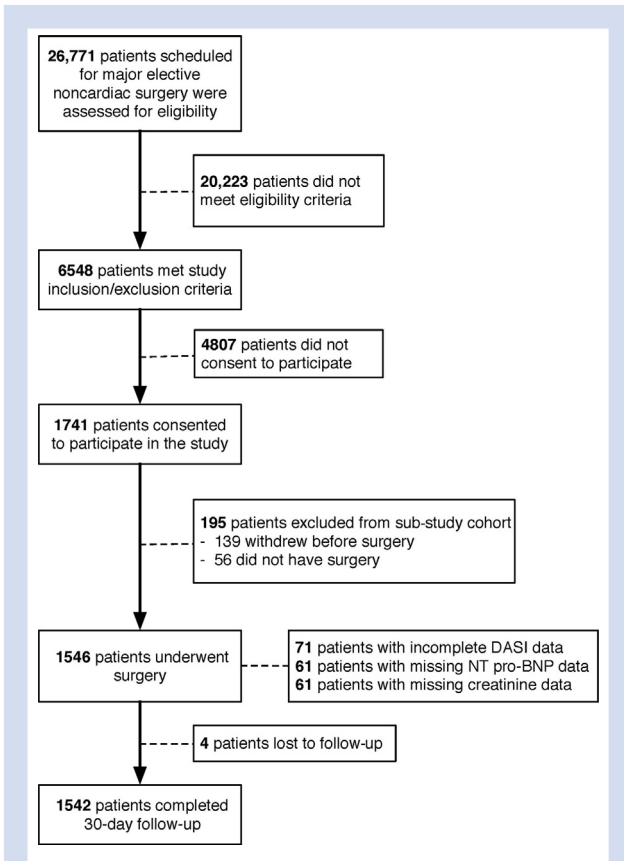 26,771 patients scheduled
for major elective
noncardiac surgery were
assessed for eligibility
20,223 patients did not
meet eligibility criteria
6548 patients met study
inclusion/exclusion criteria
4807 patients did not
consent to participate
1741 patients consented
to participate in the study
195 patients excluded from sub-study cohort
- 139 withdrew before surgery
- 56 did not have surgery
1546 patients underwent
surgery
71 patients with incomplete DASI data
61 patients with missing NT pro-BNP data
61 patients with missing creatinine data
4 patients lost to follow-up
1542 patients completed
30-day follow-up